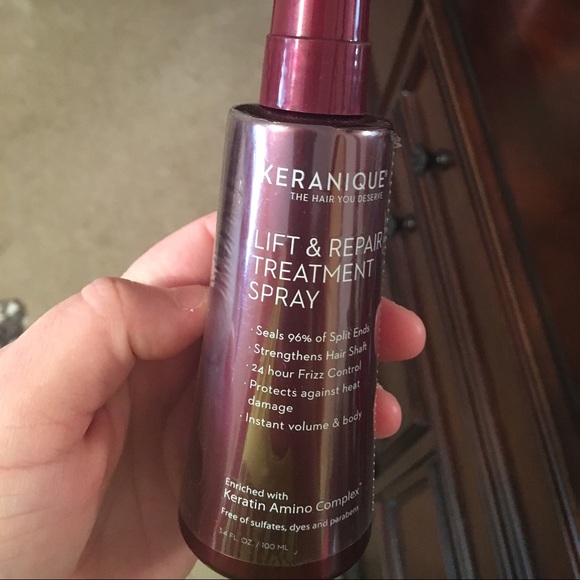 KERANIQUE
THE HAIR YOU DESERVE
LIFT & REPAIR
TREATMENT
SPRAY
· Seals 96% of Split Ends
· Strengthens Hair Shaft
· 24 hour Frizz Control
· Protects against heat
damage
· Instant volume & body
Enriched with
Keratin Amino Complex™
Free of sulfates, dyes and parabens
3.4 FL. OZ. / 100 ML